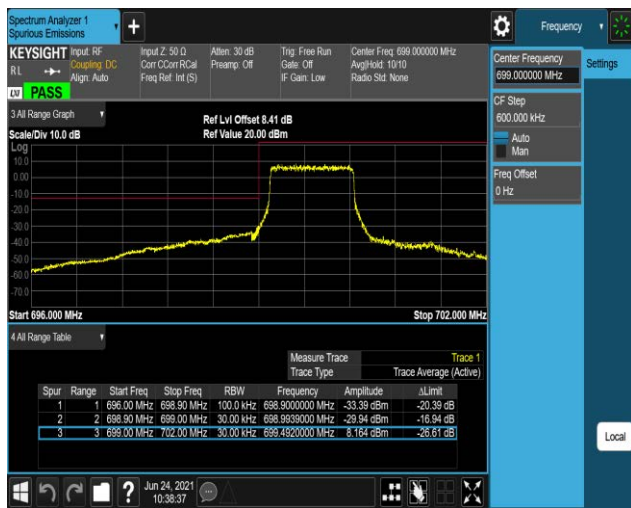 Spectrum Analyzer 1
Spurious Emissions
Frequency
KEYSIGHT Input: RF Input Z: 50 Ω Atten: 30 dB Trig: Free Run Center Freq: 699.000000 MHz
RL Coupling: DC Corr CCorr RCal Preamp: Off Gate: Off Avg|Hold: 10/10
Align: Auto Freq Ref: Int (S) IF Gain: Low Radio Std: None
LXI PASS
Center Frequency
699.000000 MHz
Settings
CF Step
600.000 kHz
Auto
Man
Freq Offset
0 Hz
3 All Range Graph
Ref Lvl Offset 8.41 dB
Scale/Div 10.0 dB Ref Value 20.00 dBm
Log
10.0
0.00
-10.0
-20.0
-30.0
-40.0
-50.0
-60.0
-70.0
Start 696.000 MHz Stop 702.000 MHz
4 All Range Table
Measure Trace Trace 1
Trace Type Trace Average (Active)
Spur Range Start Freq Stop Freq RBW Frequency Amplitude ΔLimit
1 1 696.00 MHz 698.90 MHz 100.0 kHz 698.9000000 MHz -33.39 dBm -20.39 dB
2 2 698.90 MHz 699.00 MHz 30.00 kHz 698.9939000 MHz -29.94 dBm -16.94 dB
3 3 699.00 MHz 702.00 MHz 30.00 kHz 699.4920000 MHz 8.164 dBm -26.61 dB
Local
? Jun 24, 2021
10:38:37